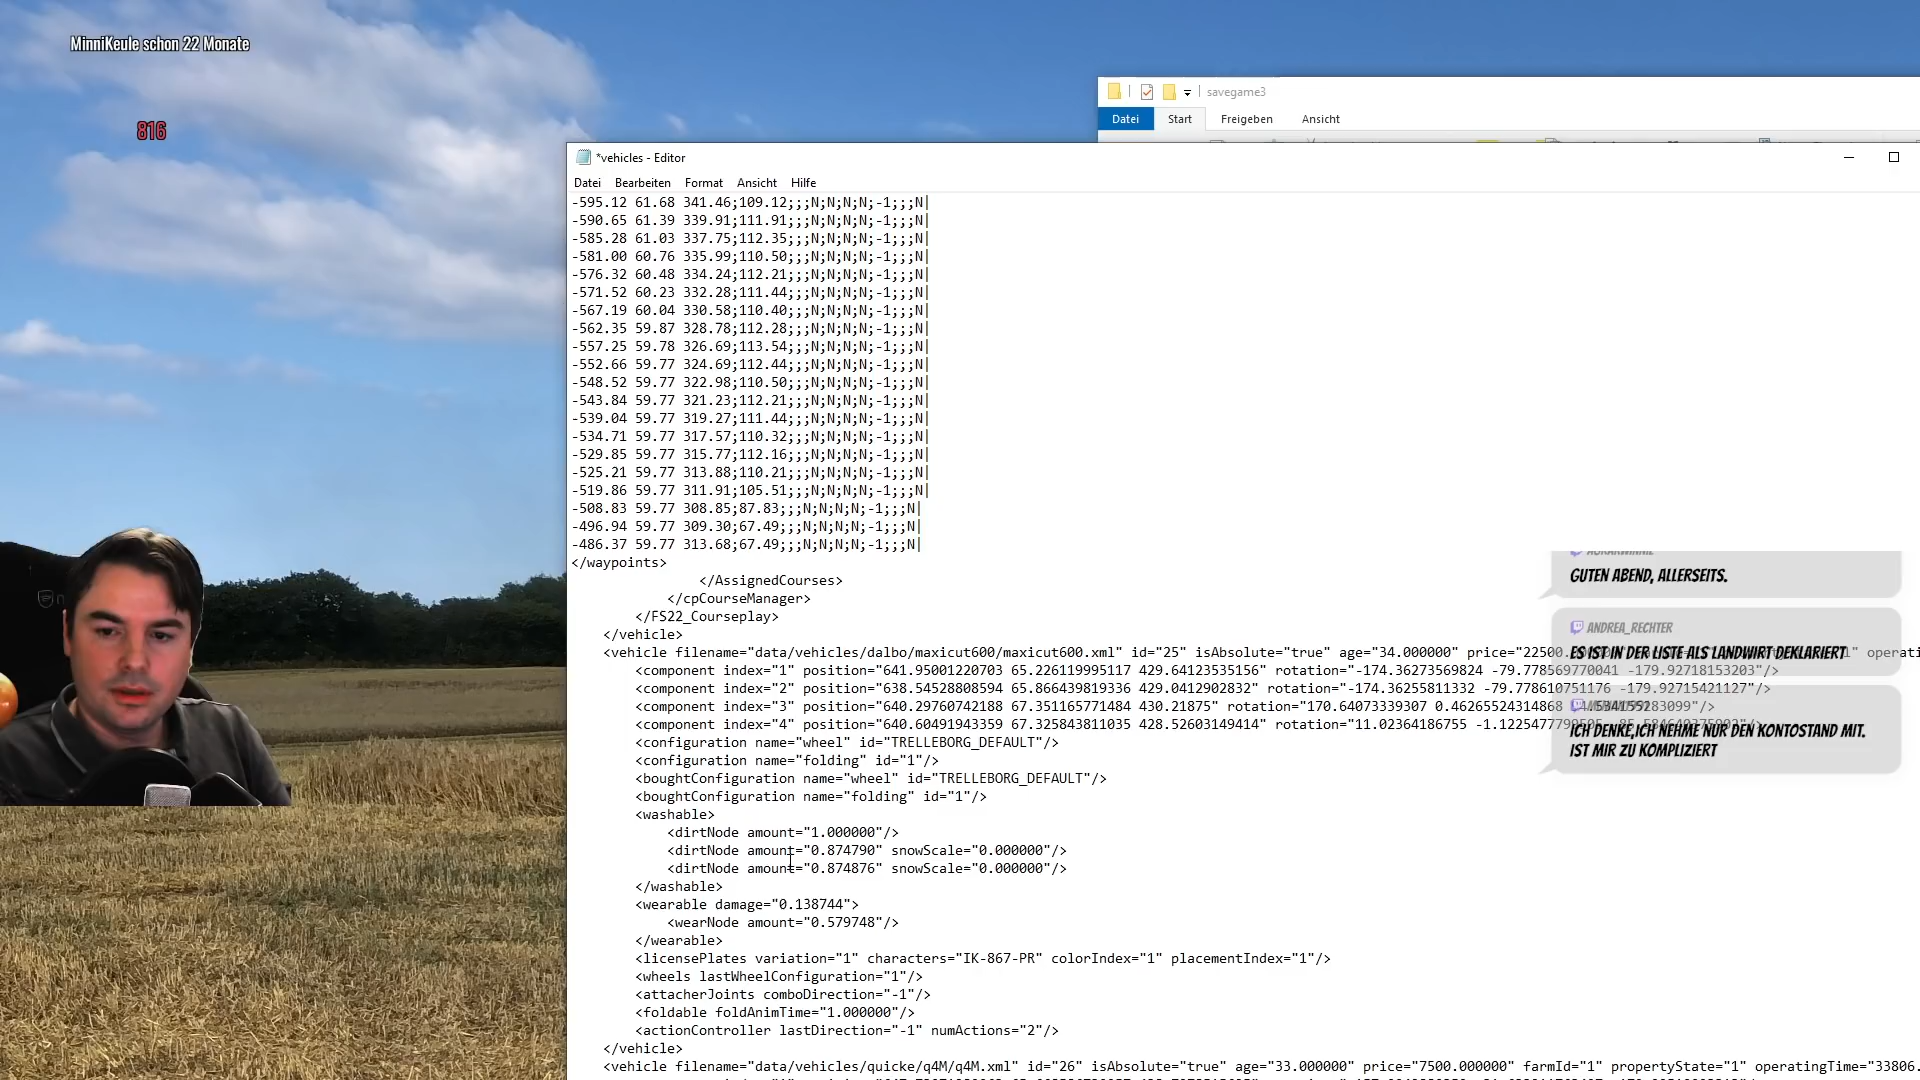 MinniKeule schon 22 Monate
816
savegame3
Datei Start Freigeben Ansicht
*vehicles - Editor
Datei Bearbeiten Format Ansicht Hilfe
-595.12 61.68 341.46;109.12;;;N;N;N;N;-1;;;N|
-590.65 61.39 339.91;111.91;;;N;N;N;N;-1;;;N|
-585.28 61.03 337.75;112.35;;;N;N;N;N;-1;;;N|
-581.00 60.76 335.99;110.50;;;N;N;N;N;-1;;;N|
-576.32 60.48 334.24;112.21;;;N;N;N;N;-1;;;N|
-571.52 60.23 332.28;111.44;;;N;N;N;N;-1;;;N|
-567.19 60.04 330.58;110.40;;;N;N;N;N;-1;;;N|
-562.35 59.87 328.78;112.28;;;N;N;N;N;-1;;;N|
-557.25 59.78 326.69;113.54;;;N;N;N;N;-1;;;N|
-552.66 59.77 324.69;112.44;;;N;N;N;N;-1;;;N|
-548.52 59.77 322.98;110.50;;;N;N;N;N;-1;;;N|
-543.84 59.77 321.23;112.21;;;N;N;N;N;-1;;;N|
-539.04 59.77 319.27;111.44;;;N;N;N;N;-1;;;N|
-534.71 59.77 317.57;110.32;;;N;N;N;N;-1;;;N|
-529.85 59.77 315.77;112.16;;;N;N;N;N;-1;;;N|
-525.21 59.77 313.88;110.21;;;N;N;N;N;-1;;;N|
-519.86 59.77 311.91;105.51;;;N;N;N;N;-1;;;N|
-508.83 59.77 308.85;87.83;;;N;N;N;N;-1;;;N|
-496.94 59.77 309.30;67.49;;;N;N;N;N;-1;;;N|
-486.37 59.77 313.68;67.49;;;N;N;N;N;-1;;;N|
</waypoints>
</AssignedCourses>
</cpCourseManager>
</FS22_Courseplay>
</vehicle>
<vehicle filename="data/vehicles/dalbo/maxicut600/maxicut600.xml" id="25" isAbsolute="true" age="34.000000" price="22500
<component index="1" position="641.95001220703 65.226119995117 429.64123535156" rotation="-174.36273569824 -79.778569770041 -179.92718153203"/>
<component index="2" position="638.54528808594 65.866439819336 429.0412902832" rotation="-174.36255811332 -79.778610751176 -179.92715421127"/>
<component index="3" position="640.29760742188 67.351165771484 430.21875" rotation="170.64073339307 0.46265524314868
<component index="4" position="640.60491943359 67.325843811035 428.52603149414" rotation="11.02364186755
<configuration name="wheel" id="TRELLEBORG_DEFAULT"/>
<configuration name="folding" id="1"/>
<boughtConfiguration name="wheel" id="TRELLEBORG_DEFAULT"/>
<boughtConfiguration name="folding" id="1"/>
<washable>
<dirtNode amount="1.000000"/>
<dirtNode amount="0.874790" snowScale="0.000000"/>
<dirtNode amount="0.874876" snowScale="0.000000"/>
</washable>
<wearable damage="0.138744">
<wearNode amount="0.579748"/>
</wearable>
<licensePlates variation="1" characters="IK-867-PR" colorIndex="1" placementIndex="1"/>
<wheels lastWheelConfiguration="1"/>
<attacherJoints comboDirection="-1"/>
<foldable foldAnimTime="1.000000"/>
<actionController lastDirection="-1" numActions="2"/>
</vehicle>
<vehicle filename="data/vehicles/quicke/q4M/q4M.xml" id="26" isAbsolute="true" age="33.000000" price="7500.000000" farmId="1" propertyState="1" operatingTime="33806.
GUTEN ABEND, ALLERSEITS.
ANDREA_RECHTER
ES IST IN DER LISTE ALS LANDWIRT DEKLARIERT
ICH DENKE,ICH NEHME NUR DEN KONTOSTAND MIT.
IST MIR ZU KOMPLIZIERT